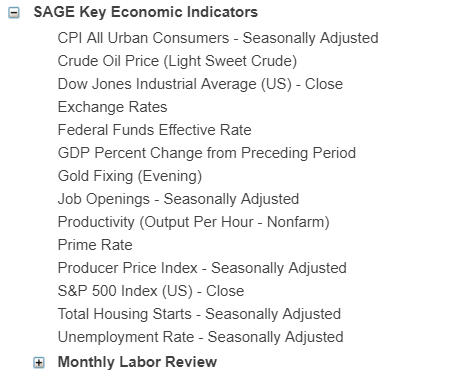 SAGE Key Economic Indicators
CPI All Urban Consumers - Seasonally Adjusted
Crude Oil Price (Light Sweet Crude)
Dow Jones Industrial Average (US) - Close
Exchange Rates
Federal Funds Effective Rate
GDP Percent Change from Preceding Period
Gold Fixing (Evening)
Job Openings - Seasonally Adjusted
Productivity (Output Per Hour - Nonfarm)
Prime Rate
Producer Price Index - Seasonally Adjusted
S&P 500 Index (US) - Close
Total Housing Starts - Seasonally Adjusted
Unemployment Rate - Seasonally Adjusted
Monthly Labor Review